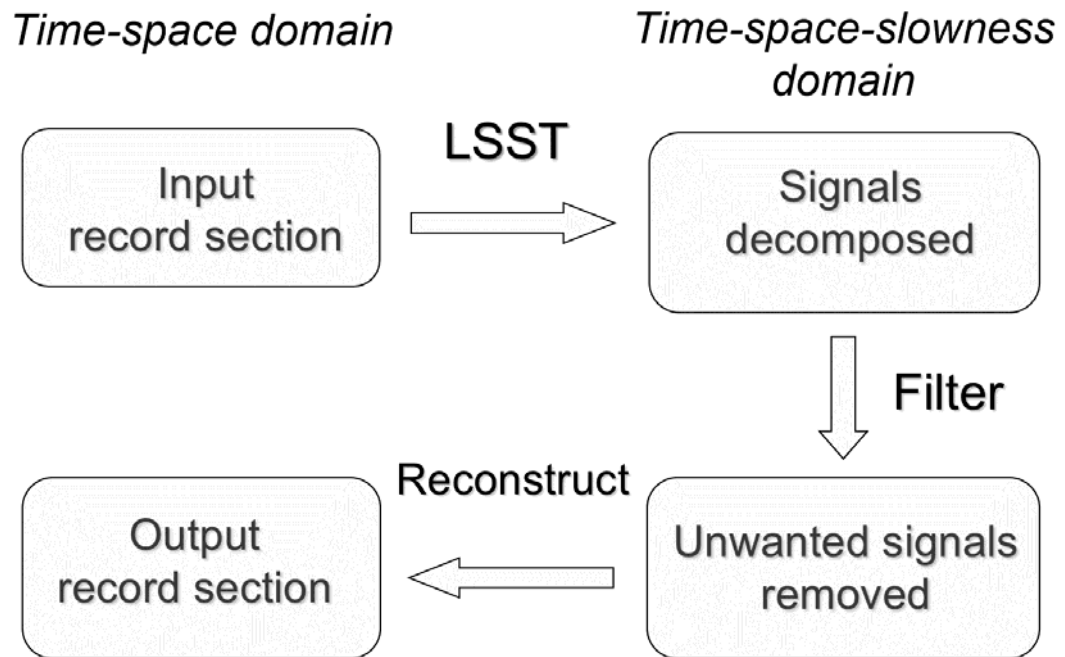 Time-space domain
Time-space-slowness
domain
Input
record section
LSST
Signals
decomposed
Filter
Unwanted signals
removed
Reconstruct
Output
record section